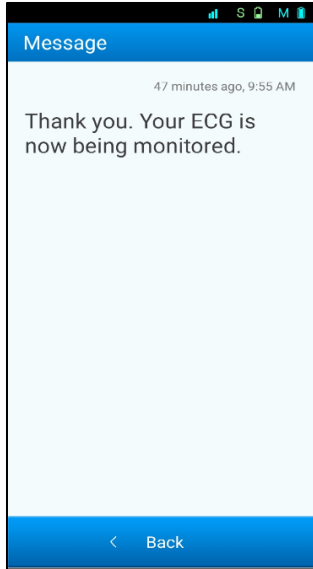 S M
Message
47 minutes ago, 9:55 AM
Thank you. Your ECG is
now being monitored.
< Back